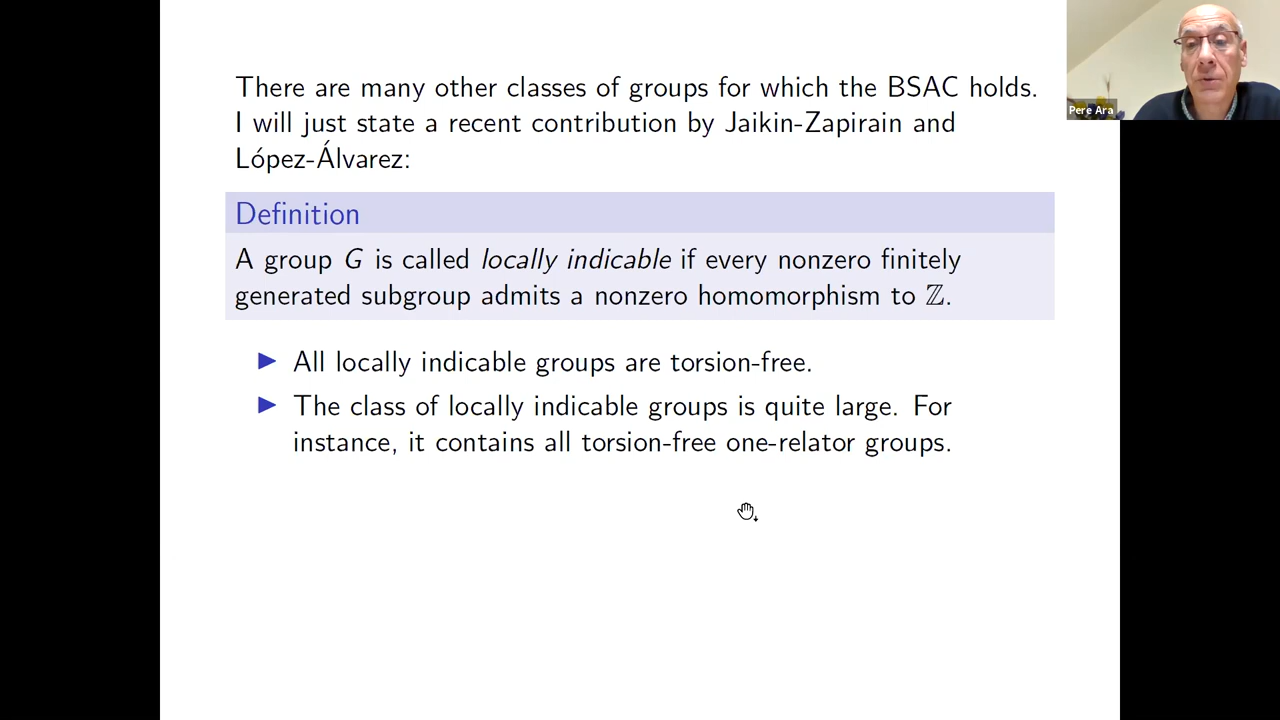 There are many other classes of groups for which the BSAC holds.
I will just state a recent contribution by Jaikin-Zapirain and
López-Álvarez:
Definition
A group G is called locally indicable if every nonzero finitely
generated subgroup admits a nonzero homomorphism to ℤ.
▶ All locally indicable groups are torsion-free.
▶ The class of locally indicable groups is quite large. For
instance, it contains all torsion-free one-relator groups.
Pere Ara